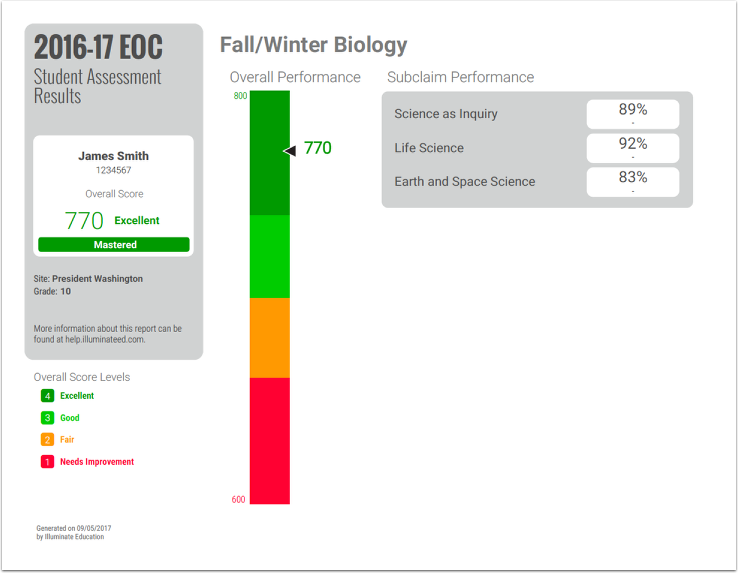 2016-17 EOC
Student Assessment
Results
James Smith
1234567
Overall Score
770 Excellent
Mastered
Site: President Washington
Grade: 10
More information about this report can be
found at help.illuminateed.com.
Overall Score Levels
4 Excellent
3 Good
2 Fair
1 Needs Improvement
Generated on 09/05/2017
by Illuminate Education
Fall/Winter Biology
Overall Performance
800
770
600
Subclaim Performance
Science as Inquiry 89%
-
Life Science 92%
-
Earth and Space Science 83%
-